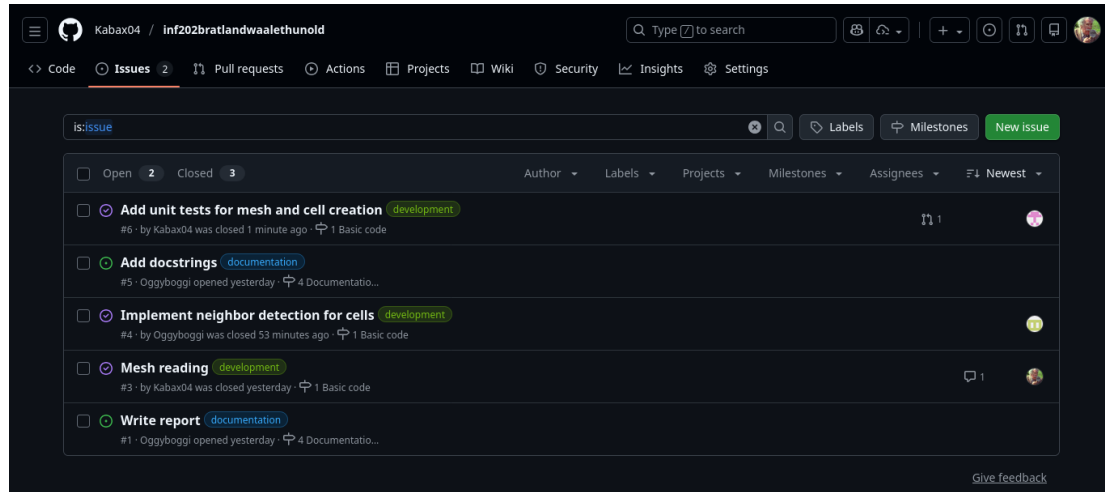 Kabax04 / inf202bratlandwaalethunold Type / to search
Code Issues 2 Pull requests Actions Projects Wiki Security Insights Settings
is:issue Labels Milestones New issue
Open 2 Closed 3 Author Labels Projects Milestones Assignees Newest
Add unit tests for mesh and cell creation development
#6 · by Kabax04 was closed 1 minute ago · 1 Basic code 1
Add docstrings documentation
#5 · Oggyboggi opened yesterday · 4 Documentatio...
Implement neighbor detection for cells development
#4 · by Oggyboggi was closed 53 minutes ago · 1 Basic code
Mesh reading development
#3 · by Kabax04 was closed yesterday · 1 Basic code 1
Write report documentation
#1 · Oggyboggi opened yesterday · 4 Documentatio...
Give feedback